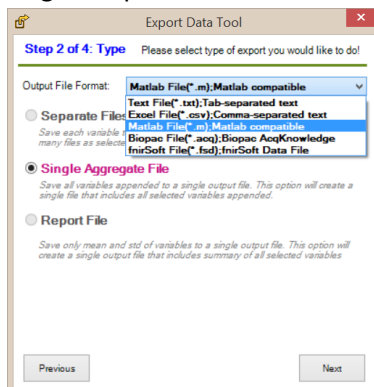 Export Data Tool
Step 2 of 4: Type Please select type of export you would like to do!
Output File Format: Matlab File(*.m);Matlab compatible
Text File(*.txt);Tab-separated text
Excel File(*.csv);Comma-separated text
Matlab File(*.m);Matlab compatible
Biopac File(*.acq);Biopac AcqKnowledge
fnirSoft File(*.fsd);fnirSoft Data File
Separate Files
Save each variable
many files as selecte
Single Aggregate File
Save all variables appended to a single output file. This option will create a
single file that includes all selected variables appended.
Report File
Save only mean and std of variables to a single output file. This option will
create a single output file that includes summary of all selected variables
Previous Next